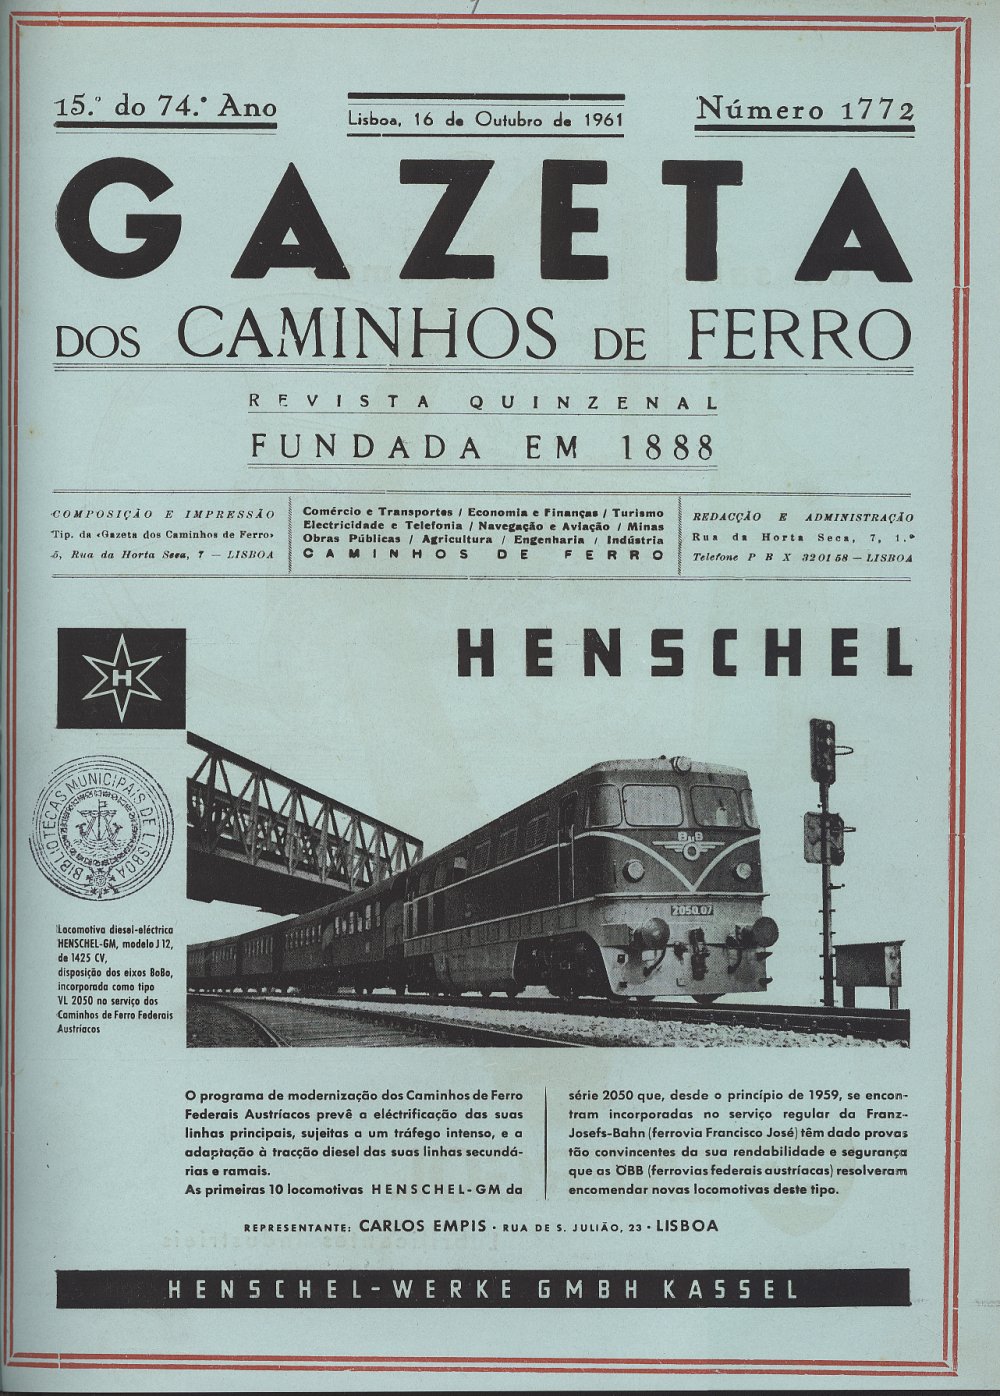 15.º do 74.º Ano
Lisboa, 16 de Outubro de 1961
Número 1772
GAZETA
DOS CAMINHOS DE FERRO
REVISTA QUINZENAL
FUNDADA EM 1888
COMPOSIÇÃO E IMPRESSÃO
Tip. da «Gazeta dos Caminhos de Ferro»
5, Rua da Horta Seca, 7 — LISBOA
Comércio e Transportes / Economia e Finanças / Turismo
Electricidade e Telefonia / Navegação e Aviação / Minas
Obras Públicas / Agricultura / Engenharia / Indústria
CAMINHOS DE FERRO
REDACÇÃO E ADMINISTRAÇÃO
Rua da Horta Seca, 7, 1.º
Telefone P B X 320158 — LISBOA
H
HENSCHEL
BIBLIOTECAS MUNICIPAIS DE LISBOA
BBÖ
2050.07
Locomotiva diesel-eléctrica
HENSCHEL-GM, modelo J 12,
de 1425 CV,
disposição dos eixos BoBo,
incorporada como tipo
VL 2050 no serviço dos
Caminhos de Ferro Federais
Austríacos
O programa de modernização dos Caminhos de Ferro
Federais Austríacos prevê a eléctrificação das suas
linhas principais, sujeitas a um tráfego intenso, e a
adaptação à tracção diesel das suas linhas secundá-
rias e ramais.
As primeiras 10 locomotivas HENSCHEL-GM da
série 2050 que, desde o princípio de 1959, se encon-
tram incorporadas no serviço regular da Franz-
Josefs-Bahn (ferrovia Francisco José) têm dado provas
tão convincentes da sua rendabilidade e segurança
que as ÖBB (ferrovias federais austríacas) resolveram
encomendar novas locomotivas deste tipo.
REPRESENTANTE: CARLOS EMPIS · RUA DE S. JULIÃO, 23 · LISBOA
HENSCHEL-WERKE GMBH KASSEL